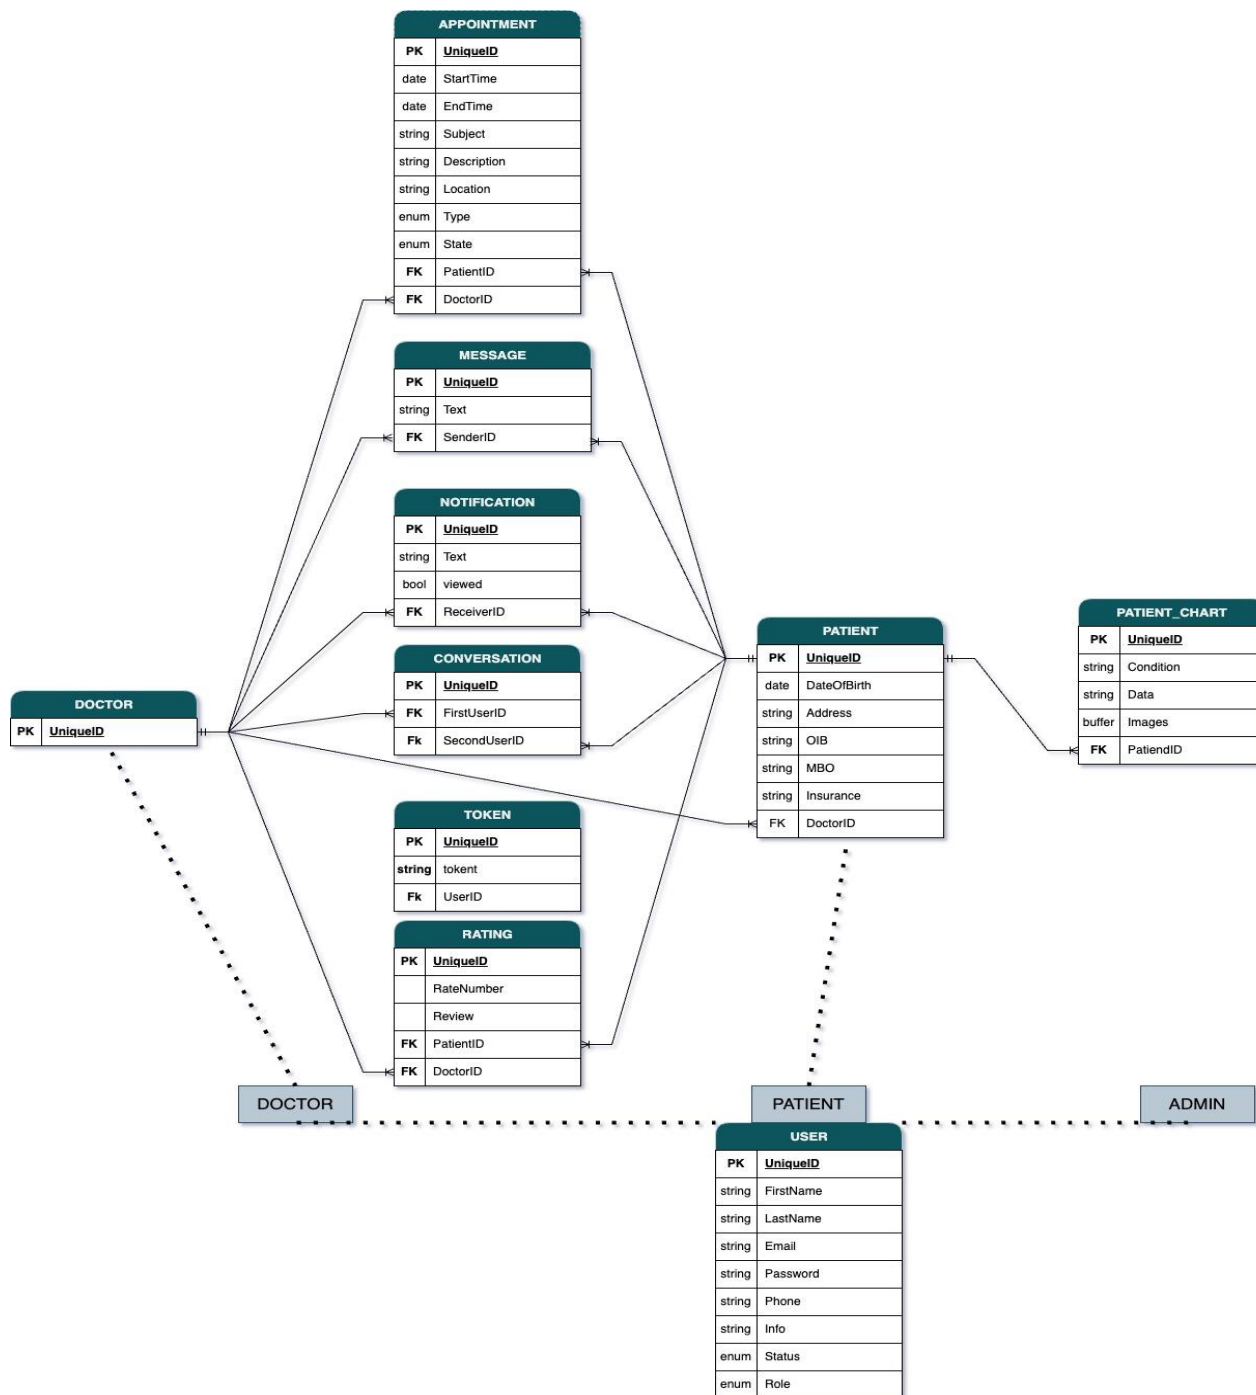 APPOINTMENT
PK UniqueID
date StartTime
date EndTime
string Subject
string Description
string Location
enum Type
enum State
FK PatientID
FK DoctorID
MESSAGE
PK UniqueID
string Text
FK SenderID
NOTIFICATION
PK UniqueID
string Text
bool viewed
FK ReceiverID
CONVERSATION
PK UniqueID
FK FirstUserID
Fk SecondUserID
DOCTOR
PK UniqueID
PATIENT
PK UniqueID
date DateOfBirth
string Address
string OIB
string MBO
string Insurance
FK DoctorID
PATIENT_CHART
PK UniqueID
string Condition
string Data
buffer Images
FK PatiendID
TOKEN
PK UniqueID
string tokent
Fk UserID
RATING
PK UniqueID
RateNumber
Review
FK PatientID
FK DoctorID
DOCTOR
PATIENT
ADMIN
USER
PK UniqueID
string FirstName
string LastName
string Email
string Password
string Phone
string Info
enum Status
enum Role